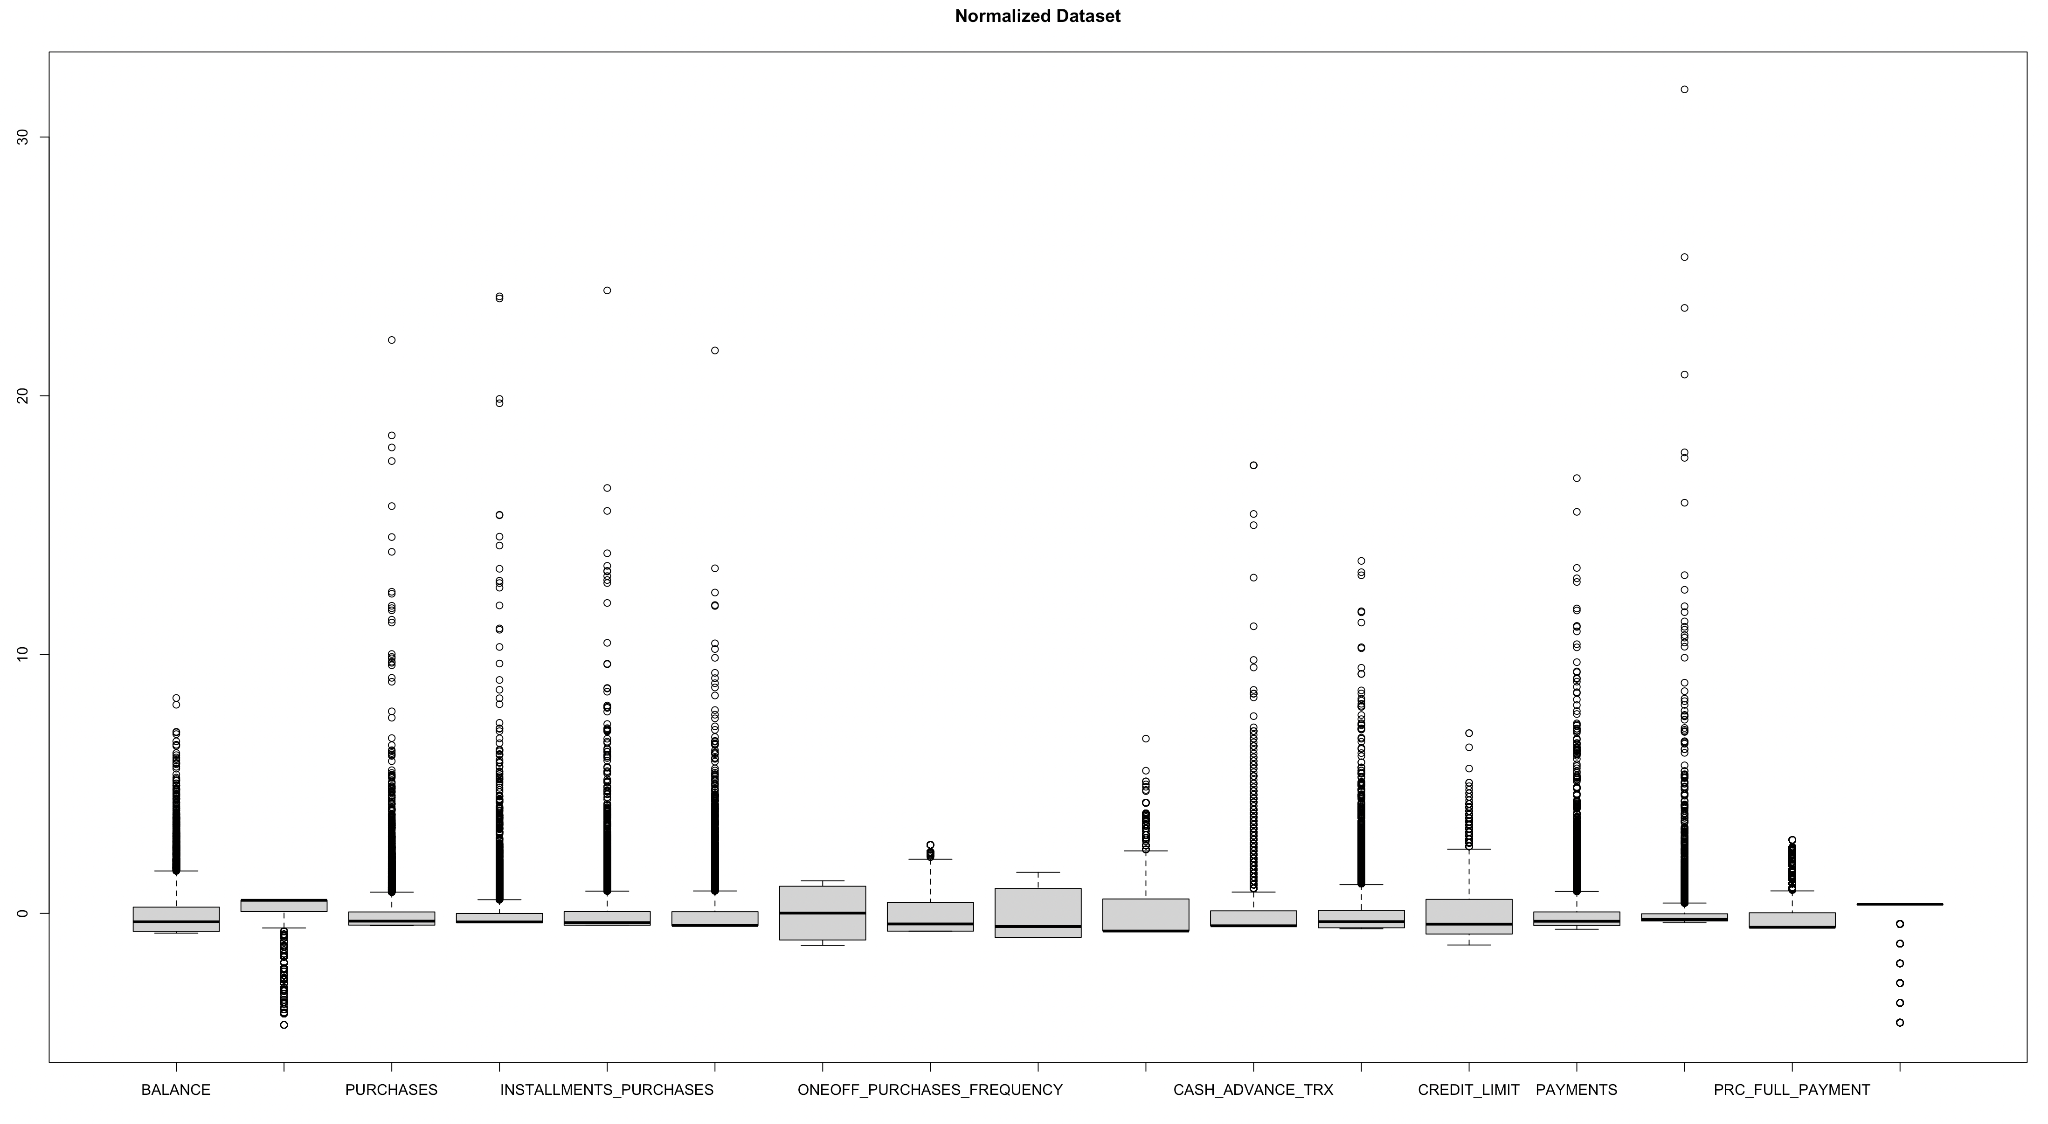 Normalized Dataset
30
20
10
0
BALANCE PURCHASES INSTALLMENTS_PURCHASES ONEOFF_PURCHASES_FREQUENCY CASH_ADVANCE_TRX CREDIT_LIMIT PAYMENTS PRC_FULL_PAYMENT